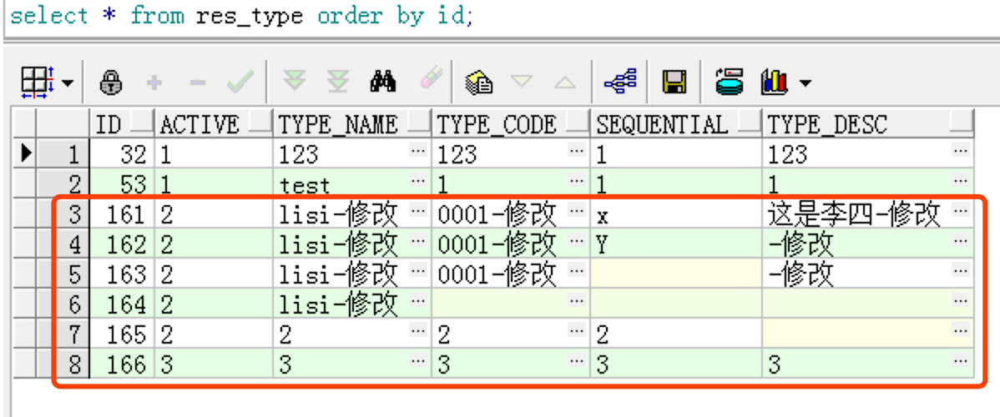 select * from res_type order by id;
ID ACTIVE TYPE_NAME TYPE_CODE SEQUENTIAL TYPE_DESC
1 32 1 123 ... 123 ... 1 123 ...
2 53 1 test ... 1 ... 1 1 ...
3 161 2 lisi-修改 ... 0001-修改 ... x 这是李四-修改 ...
4 162 2 lisi-修改 ... 0001-修改 ... Y -修改 ...
5 163 2 lisi-修改 ... 0001-修改 ... -修改 ...
6 164 2 lisi-修改 ... ... ...
7 165 2 2 ... 2 ... 2 ...
8 166 3 3 ... 3 ... 3 3 ...